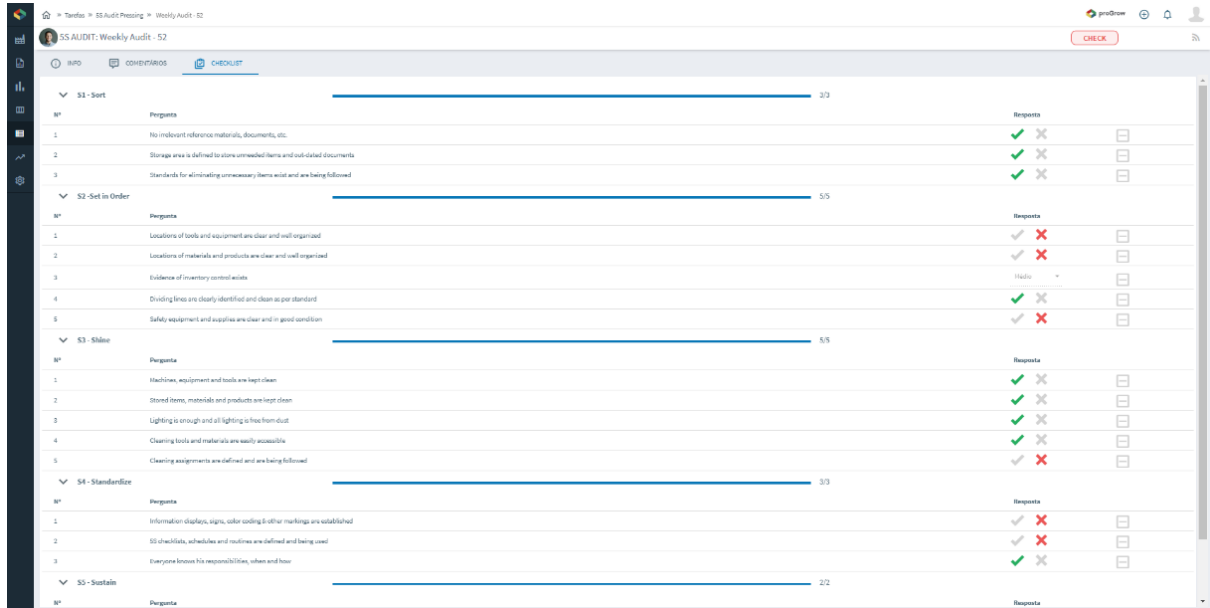 » Tarefas » 5S Audit Pressing » Weekly Audit - 52
proGrow
5S AUDIT: Weekly Audit - 52
CHECK
INFO COMENTÁRIOS CHECKLIST
S1 - Sort 3/3
Nº Pergunta Resposta
1 No irrelevant reference materials, documents, etc.
2 Storage area is defined to store unneeded items and out-dated documents
3 Standards for eliminating unnecessary items exist and are being followed
S2 -Set in Order 5/5
Nº Pergunta Resposta
1 Locations of tools and equipment are clear and well organized
2 Locations of materials and products are clear and well organized
3 Evidence of inventory control exists Médio
4 Dividing lines are clearly identified and clean as per standard
5 Safety equipment and supplies are clear and in good condition
S3 - Shine 5/5
Nº Pergunta Resposta
1 Machines, equipment and tools are kept clean
2 Stored items, materials and products are kept clean
3 Lighting is enough and all lighting is free from dust
4 Cleaning tools and materials are easily accessible
5 Cleaning assignments are defined and are being followed
S4 - Standardize 3/3
Nº Pergunta Resposta
1 Information displays, signs, color coding & other markings are established
2 5S checklists, schedules and routines are defined and being used
3 Everyone knows his responsibilities, when and how
S5 - Sustain 2/2
Nº Pergunta Resposta